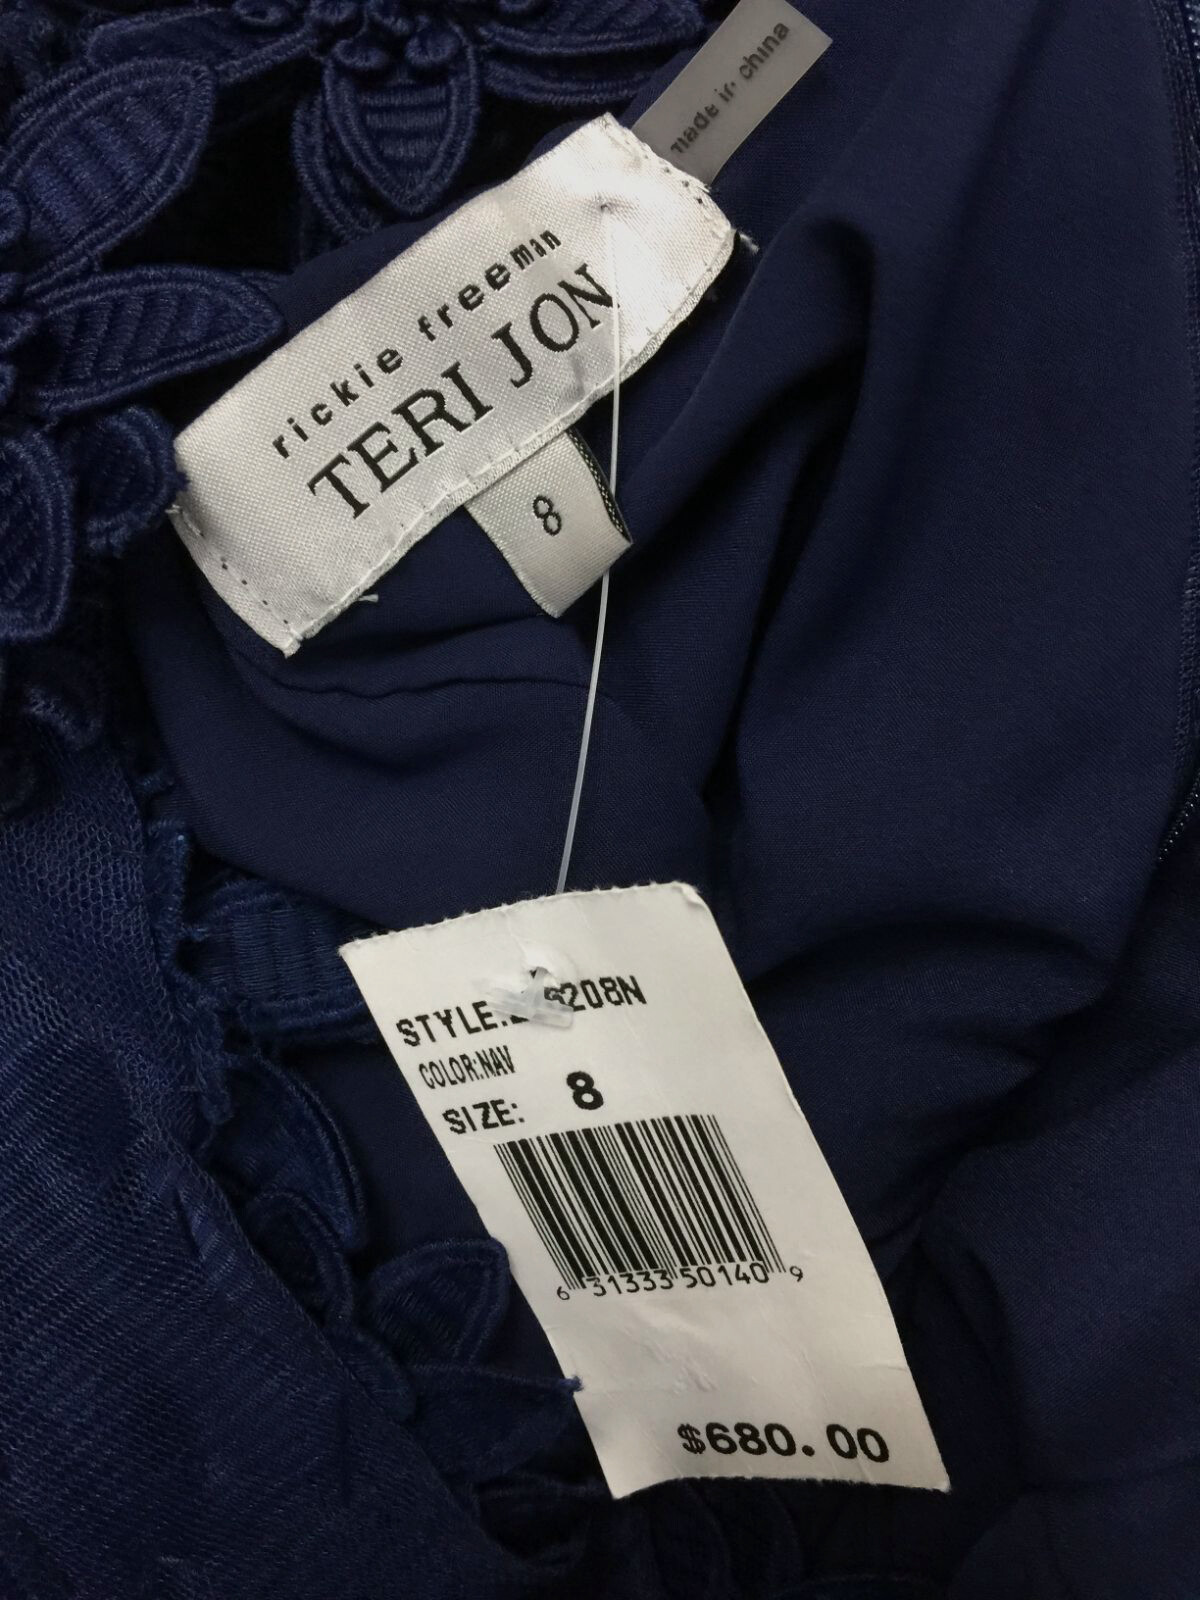 made in china
rickie freeman
TERI JON
8
STYLE: 208N
COLOR:NAV
SIZE: 8
6 31333 50140 9
$680.00